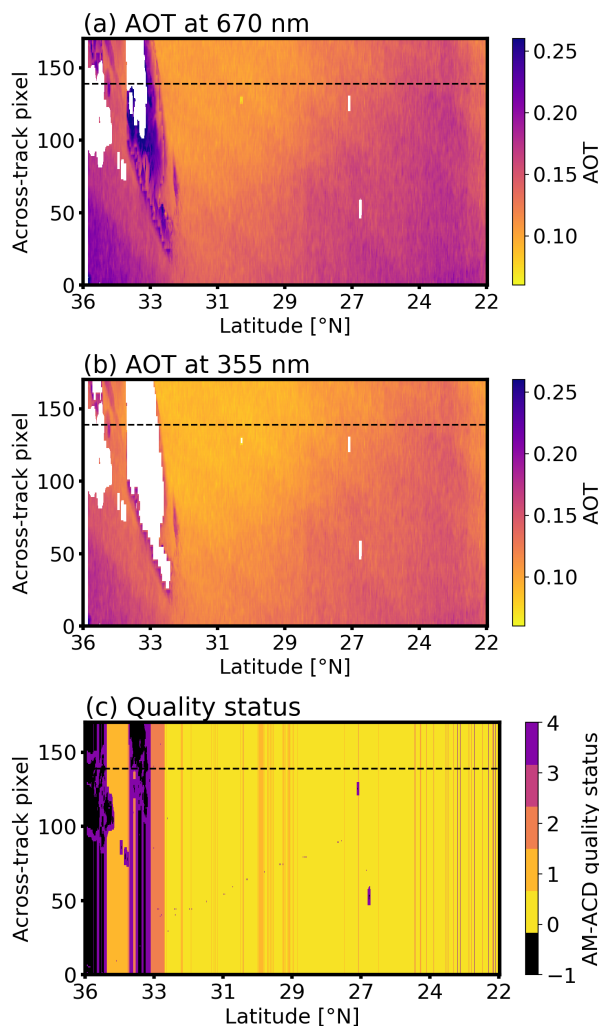 (a) AOT at 670 nm
Across-track pixel
150
100
50
0
36 33 31 29 27 24 22
Latitude [°N]
0.25
0.20
0.15
0.10
AOT
(b) AOT at 355 nm
Across-track pixel
150
100
50
0
36 33 31 29 27 24 22
Latitude [°N]
0.25
0.20
0.15
0.10
AOT
(c) Quality status
Across-track pixel
150
100
50
0
36 33 31 29 27 24 22
Latitude [°N]
4
3
2
1
0
−1
AM-ACD quality status